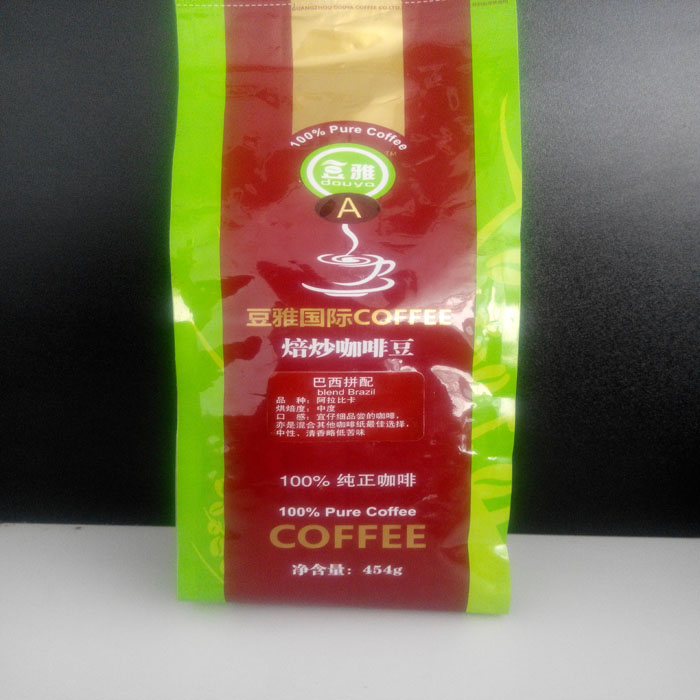 100% Pure Coffee
豆雅
douya
A
豆雅国际COFFEE
焙炒咖啡豆
巴西拼配
blend Brazil
品 种：阿拉比卡
烘焙度：中度
口 感：宜仔细品尝的咖啡，
亦是混合其他咖啡纸最佳选择，
中性、清香略低苦味
100% 纯正咖啡
100% Pure Coffee
COFFEE
净含量：454g